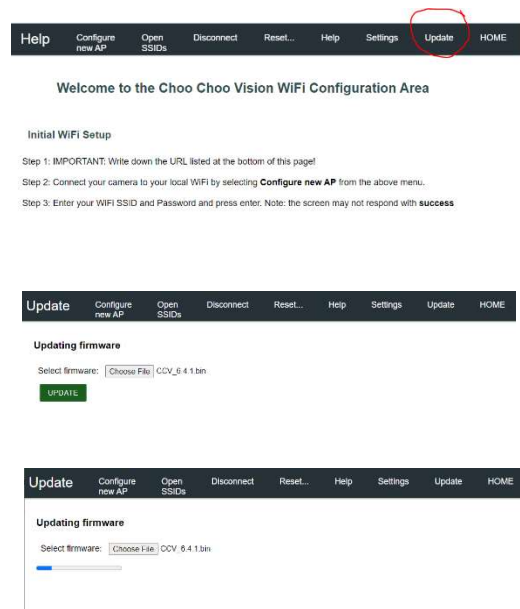 Help Configure new AP Open SSIDs Disconnect Reset... Help Settings Update HOME
Welcome to the Choo Choo Vision WiFi Configuration Area
Initial WiFi Setup
Step 1: IMPORTANT: Write down the URL listed at the bottom of this page!
Step 2: Connect your camera to your local WiFi by selecting Configure new AP from the above menu.
Step 3: Enter your WIFI SSID and Password and press enter. Note: the screen may not respond with success
Update Configure new AP Open SSIDs Disconnect Reset... Help Settings Update HOME
Updating firmware
Select firmware: Choose File CCV_6.4.1.bin
UPDATE
Update Configure new AP Open SSIDs Disconnect Reset... Help Settings Update HOME
Updating firmware
Select firmware: Choose File CCV_6.4.1.bin